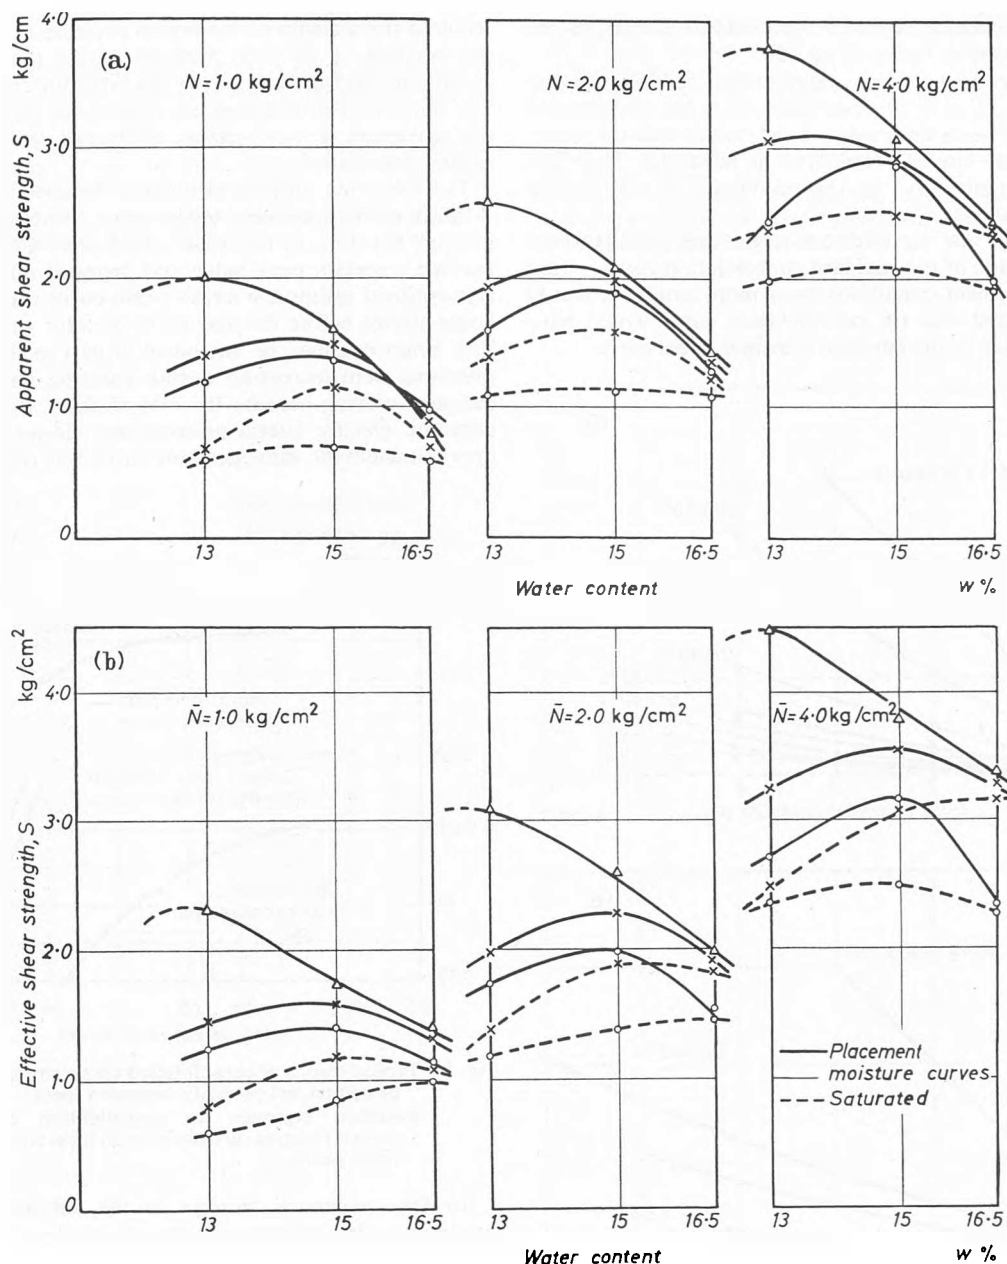 4·0
kg/cm
(a)
N=1·0 kg/cm²
N=2·0 kg/cm²
N=4·0 kg/cm²
3·0
2·0
1·0
0
Apparent shear strength, S
13 15 16·5 13 15 16·5 13 15 16·5
Water content w %
kg/cm²
(b)
4·0
N̄=1·0 kg/cm²
N̄=2·0 kg/cm²
N̄=4·0 kg/cm²
3·0
2·0
1·0
0
Effective shear strength, S
Placement
moisture curves
Saturated
13 15 16·5 13 15 16·5 13 15 16·5
Water content w %